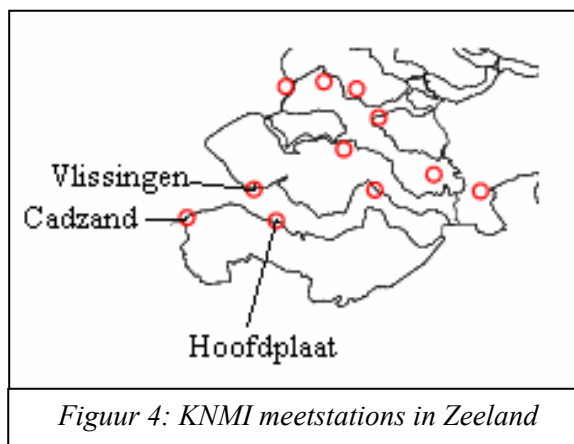 Vlissingen
Cadzand
Hoofdplaat
Figuur 4: KNMI meetstations in Zeeland